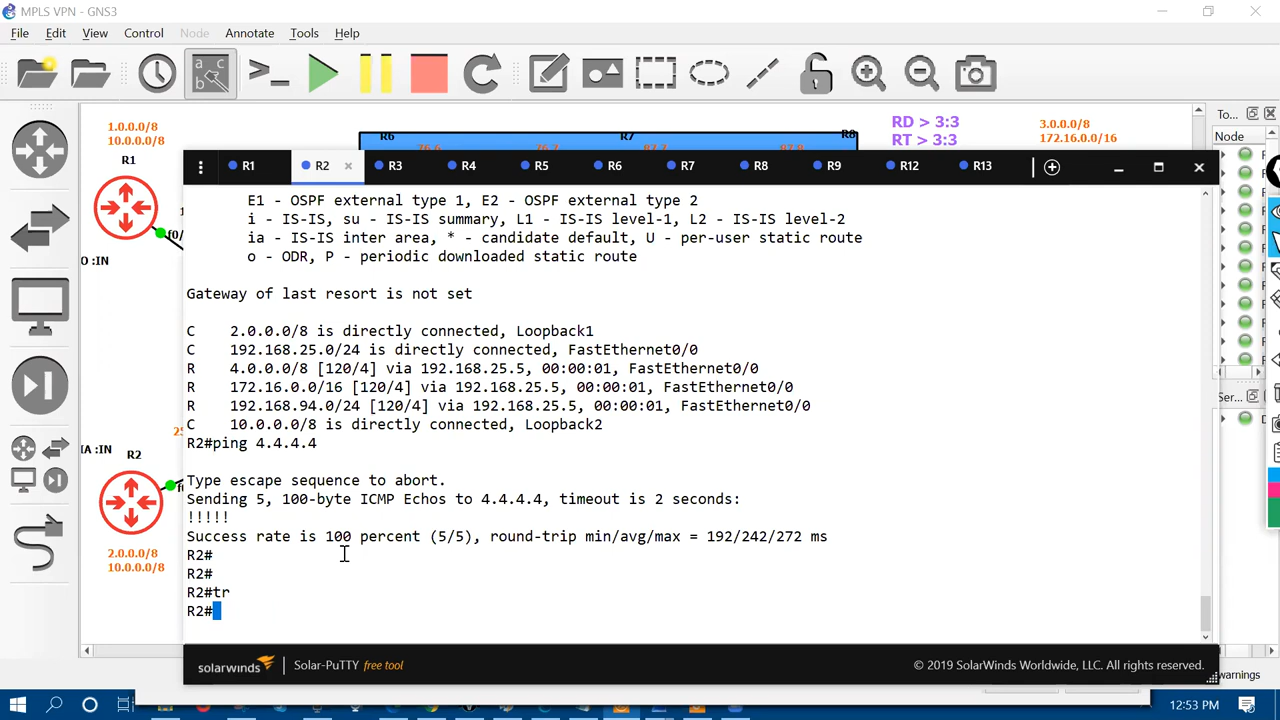 MPLS VPN - GNS3
File Edit View Control Node Annotate Tools Help
1.0.0.0/8
10.0.0.0/8
R1
R6
R7
R8
RD > 3:3
RT > 3:3
3.0.0.0/8
172.16.0.0/16
To...
Node
R1 R2 R3 R4 R5 R6 R7 R8 R9 R12 R13
E1 - OSPF external type 1, E2 - OSPF external type 2
i - IS-IS, su - IS-IS summary, L1 - IS-IS level-1, L2 - IS-IS level-2
ia - IS-IS inter area, * - candidate default, U - per-user static route
o - ODR, P - periodic downloaded static route
Gateway of last resort is not set
C 2.0.0.0/8 is directly connected, Loopback1
C 192.168.25.0/24 is directly connected, FastEthernet0/0
R 4.0.0.0/8 [120/4] via 192.168.25.5, 00:00:01, FastEthernet0/0
R 172.16.0.0/16 [120/4] via 192.168.25.5, 00:00:01, FastEthernet0/0
R 192.168.94.0/24 [120/4] via 192.168.25.5, 00:00:01, FastEthernet0/0
C 10.0.0.0/8 is directly connected, Loopback2
R2#ping 4.4.4.4
Type escape sequence to abort.
Sending 5, 100-byte ICMP Echos to 4.4.4.4, timeout is 2 seconds:
!!!!!
Success rate is 100 percent (5/5), round-trip min/avg/max = 192/242/272 ms
R2#
R2#
R2#tr
R2#
f0/
O :IN
IA :IN
R2
2.0.0.0/8
10.0.0.0/8
Ser...
solarwinds Solar-PuTTY free tool
© 2019 SolarWinds Worldwide, LLC. All rights reserved.
warnings
12:53 PM